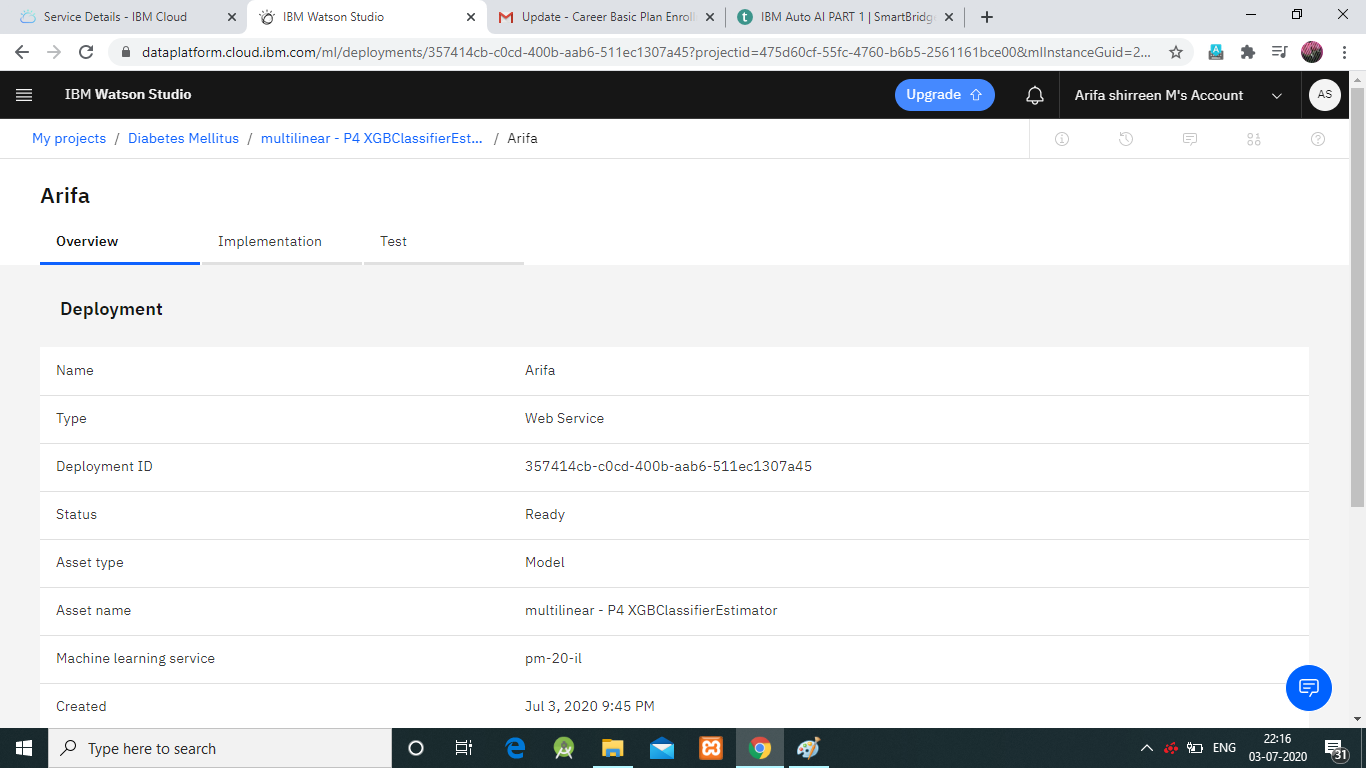 Service Details - IBM Cloud
IBM Watson Studio
Update - Career Basic Plan Enroll
IBM Auto AI PART 1 | SmartBridg
dataplatform.cloud.ibm.com/ml/deployments/357414cb-c0cd-400b-aab6-511ec1307a45?projectid=475d60cf-55fc-4760-b6b5-2561161bce00&mlInstanceGuid=2...
IBM Watson Studio
Upgrade
Arifa shirreen M's Account
AS
My projects / Diabetes Mellitus / multilinear - P4 XGBClassifierEst... / Arifa
Arifa
Overview
Implementation
Test
Deployment
Name Arifa
Type Web Service
Deployment ID 357414cb-c0cd-400b-aab6-511ec1307a45
Status Ready
Asset type Model
Asset name multilinear - P4 XGBClassifierEstimator
Machine learning service pm-20-il
Created Jul 3, 2020 9:45 PM
Type here to search
ENG
22:16
03-07-2020
31